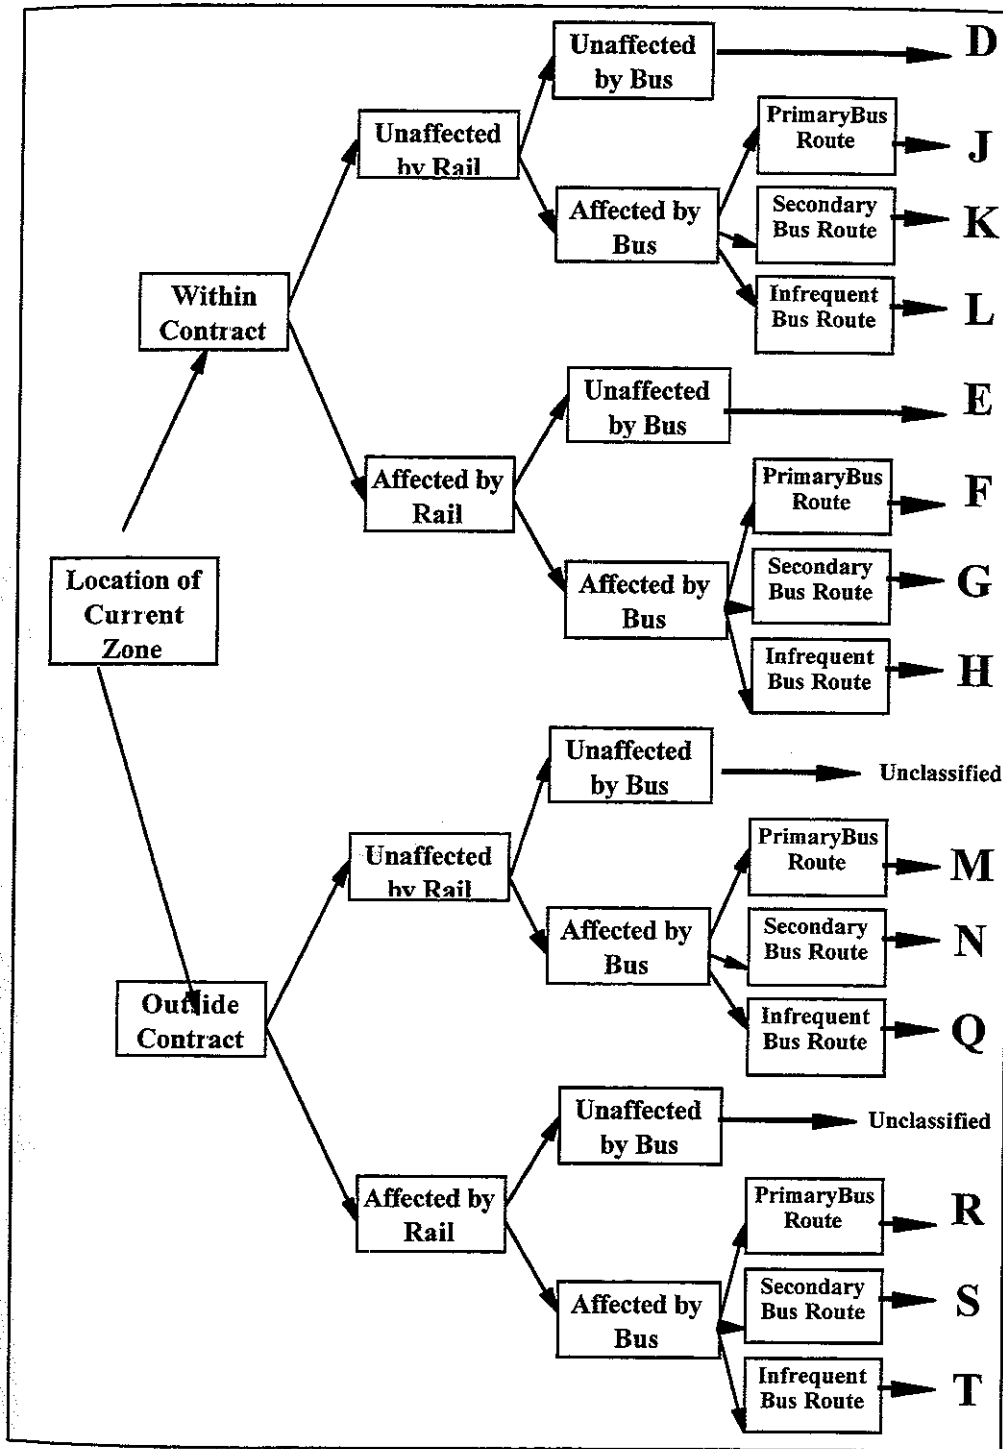 Unaffected
by Bus
D
PrimaryBus
Route
J
Unaffected
by Rail
Affected by
Bus
Secondary
Bus Route
K
Infrequent
Bus Route
L
Within
Contract
Unaffected
by Bus
E
Affected by
Rail
PrimaryBus
Route
F
Affected by
Bus
Secondary
Bus Route
G
Infrequent
Bus Route
H
Location of
Current
Zone
Unaffected
by Bus
Unclassified
Unaffected
by Rail
PrimaryBus
Route
M
Affected by
Bus
Secondary
Bus Route
N
Infrequent
Bus Route
Q
Outside
Contract
Unaffected
by Bus
Unclassified
Affected by
Rail
PrimaryBus
Route
R
Affected by
Bus
Secondary
Bus Route
S
Infrequent
Bus Route
T